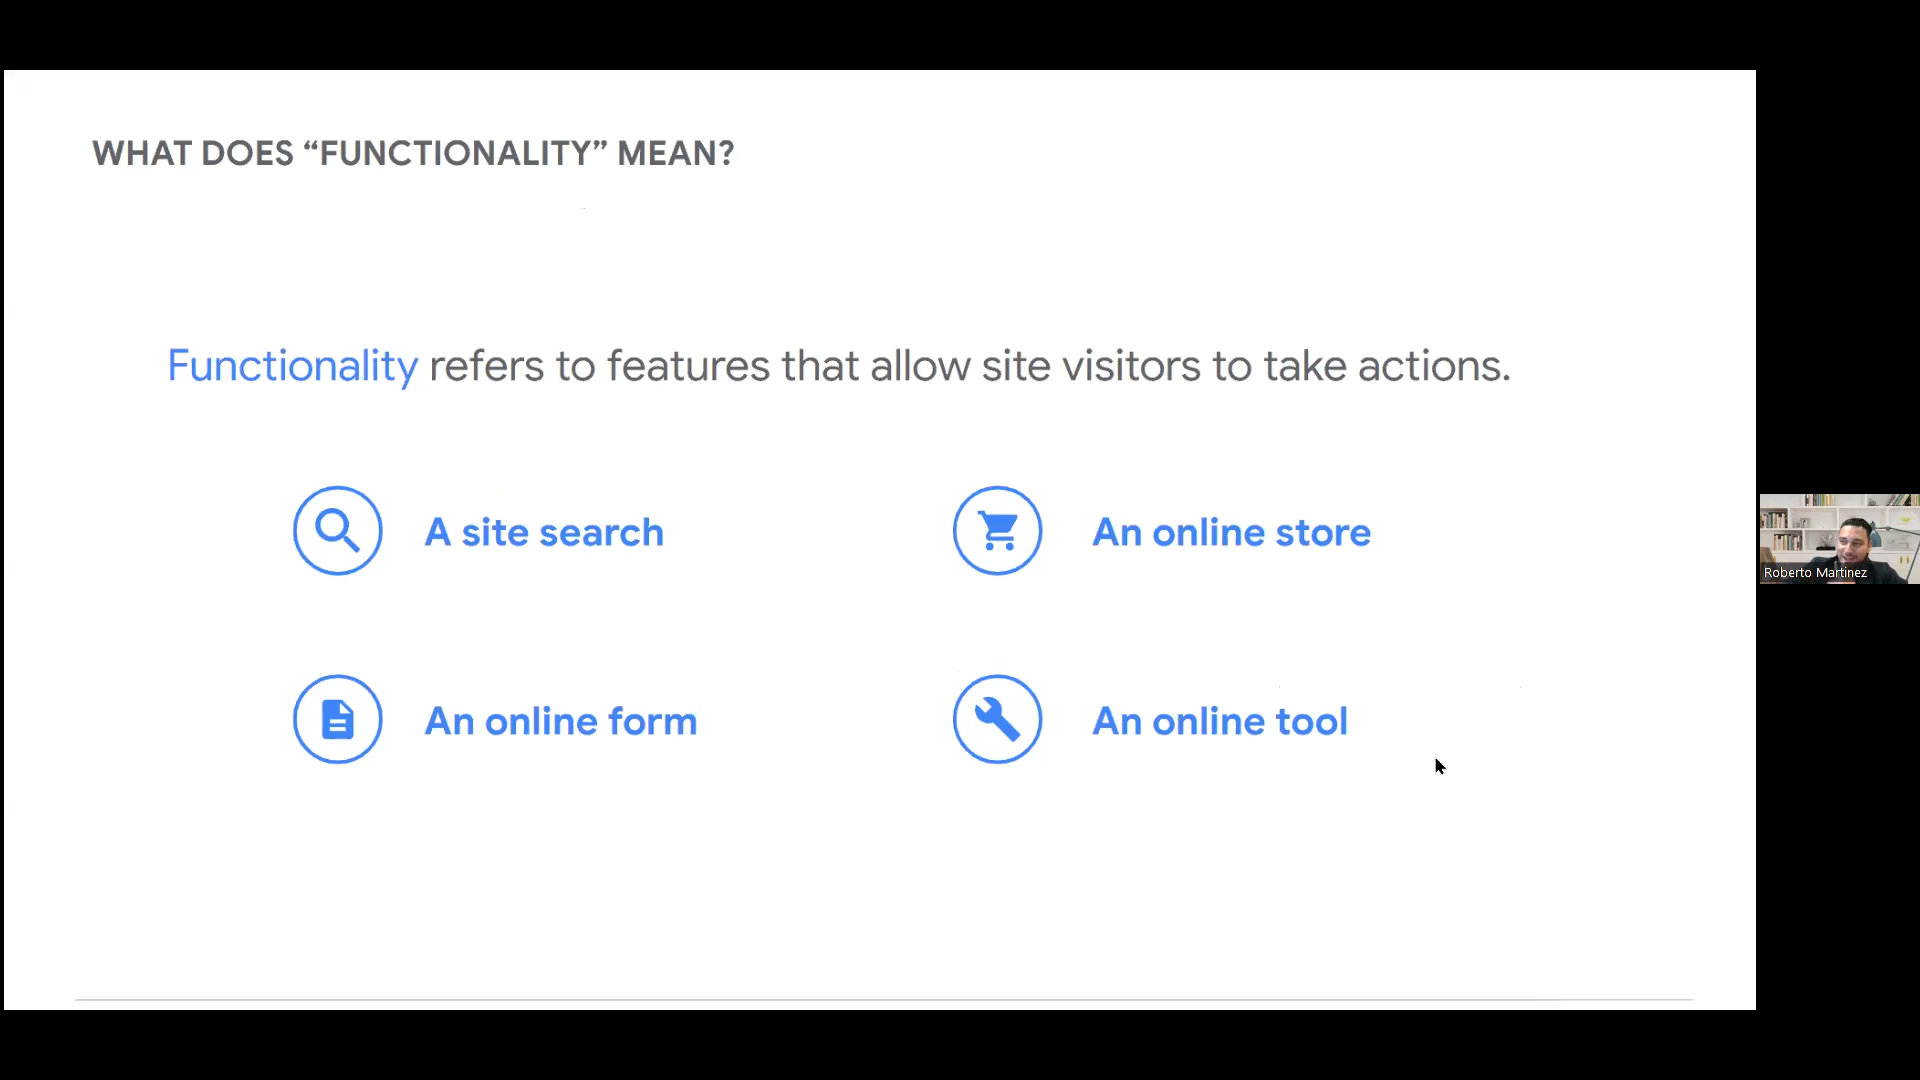 WHAT DOES “FUNCTIONALITY” MEAN?
Functionality refers to features that allow site visitors to take actions.
A site search
An online store
An online form
An online tool
Roberto Martinez